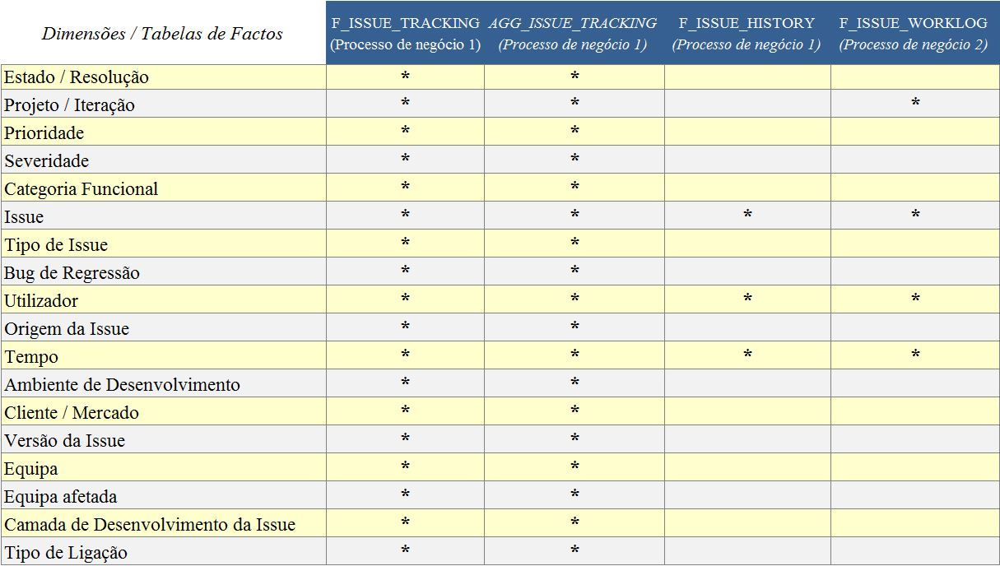 Dimensões / Tabelas de Factos
F_ISSUE_TRACKING AGG_ISSUE_TRACKING F_ISSUE_HISTORY F_ISSUE_WORKLOG
(Processo de negócio 1) (Processo de negócio 1) (Processo de negócio 1) (Processo de negócio 2)
Estado / Resolução * *
Projeto / Iteração * * *
Prioridade * *
Severidade * *
Categoria Funcional * *
Issue * * * *
Tipo de Issue * *
Bug de Regressão * *
Utilizador * * * *
Origem da Issue * *
Tempo * * * *
Ambiente de Desenvolvimento * *
Cliente / Mercado * *
Versão da Issue * *
Equipa * *
Equipa afetada * *
Camada de Desenvolvimento da Issue * *
Tipo de Ligação * *